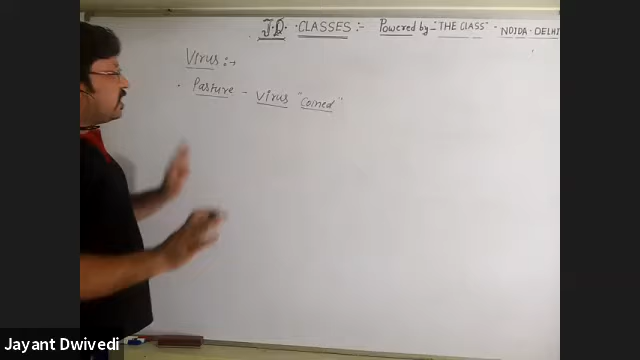 J.D. CLASSES :- Powered by - "THE CLASS" - NOIDA - DELHI
Virus :→
· Pasture - Virus "Coined"
Jayant Dwivedi